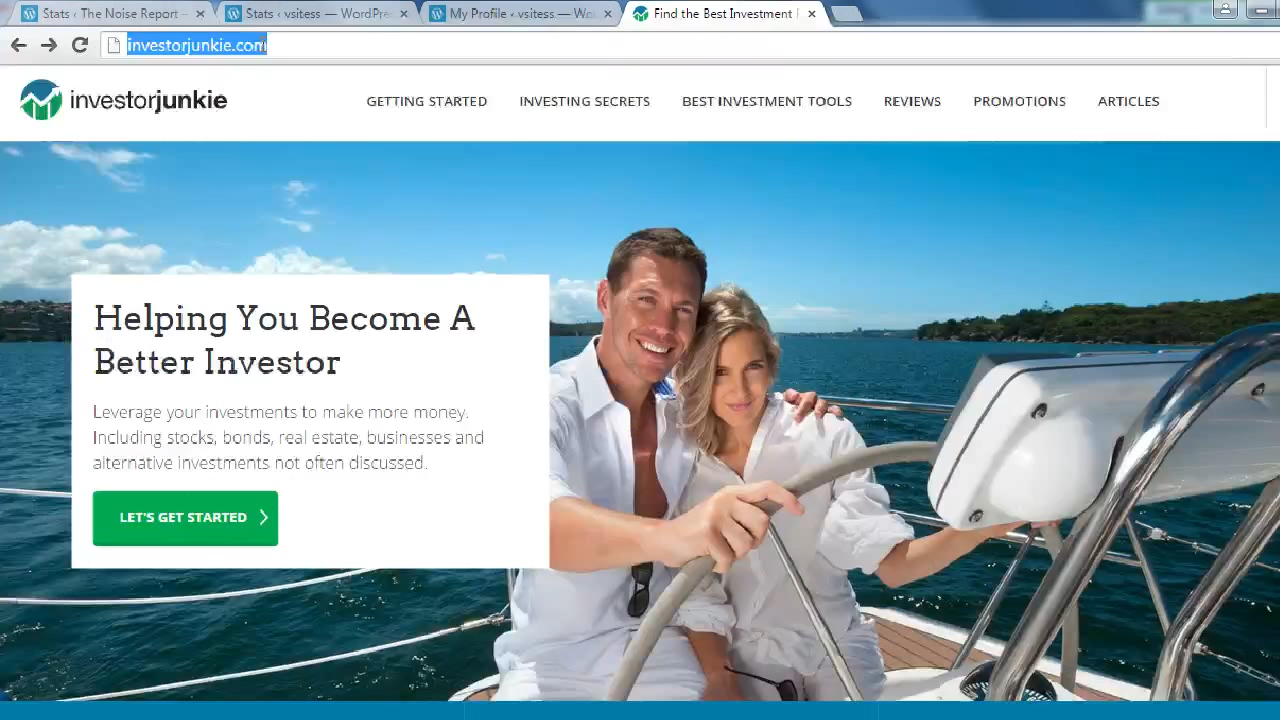 Stats ‹ The Noise Report –
Stats ‹ vsitess — WordPre
My Profile ‹ vsitess — Wo
Find the Best Investment
investorjunkie.com
investorjunkie
GETTING STARTED
INVESTING SECRETS
BEST INVESTMENT TOOLS
REVIEWS
PROMOTIONS
ARTICLES
Helping You Become A
Better Investor
Leverage your investments to make more money.
Including stocks, bonds, real estate, businesses and
alternative investments not often discussed.
LET'S GET STARTED